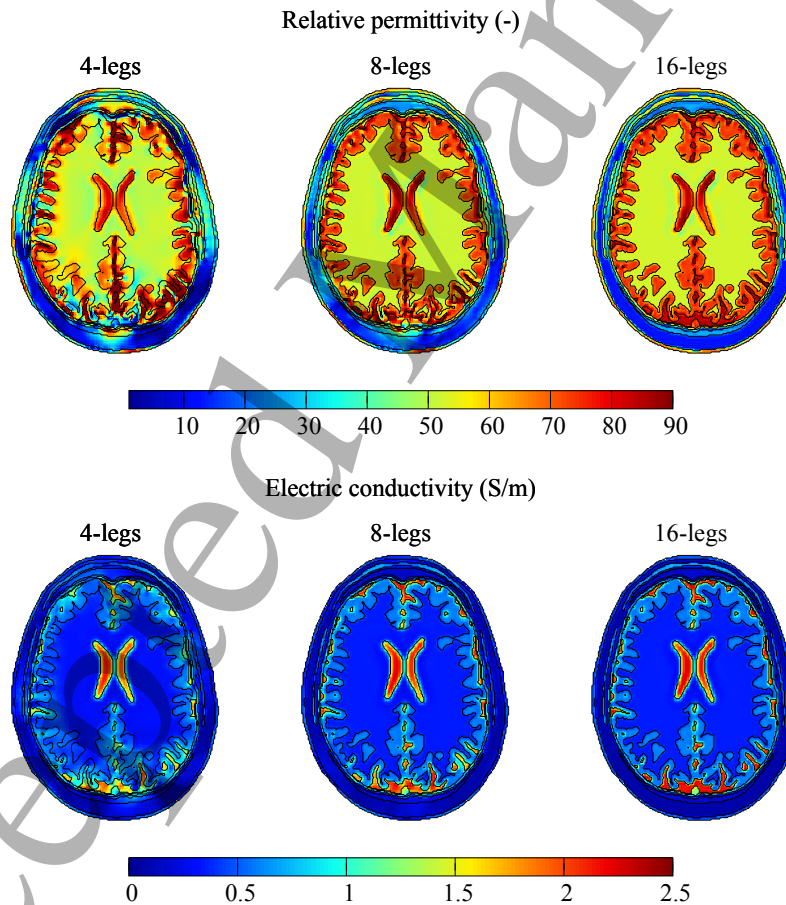 Relative permittivity (-)
4-legs 8-legs 16-legs
10 20 30 40 50 60 70 80 90
Electric conductivity (S/m)
4-legs 8-legs 16-legs
0 0.5 1 1.5 2 2.5